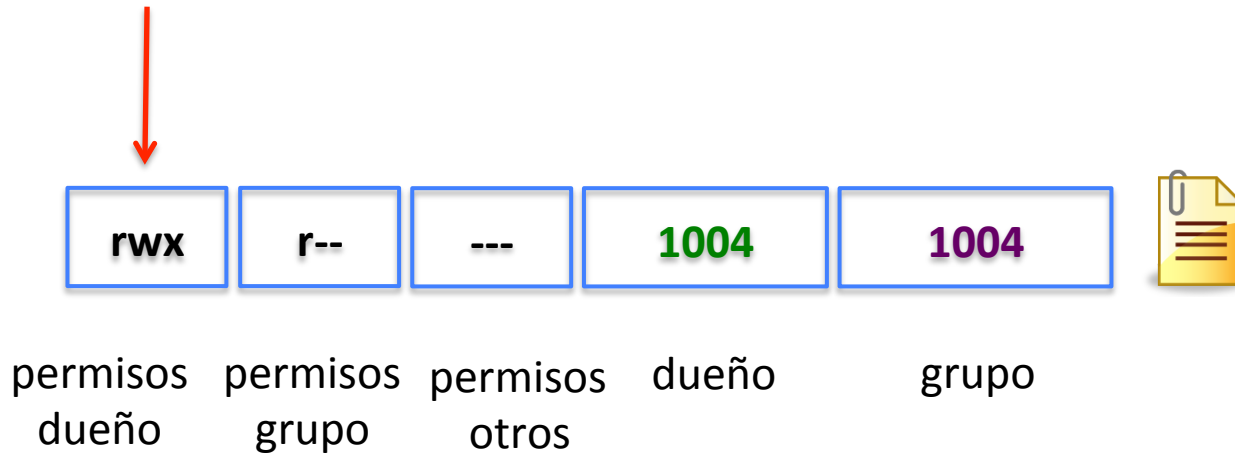 rwx r-- --- 1004 1004
permisos dueño permisos grupo permisos otros dueño grupo